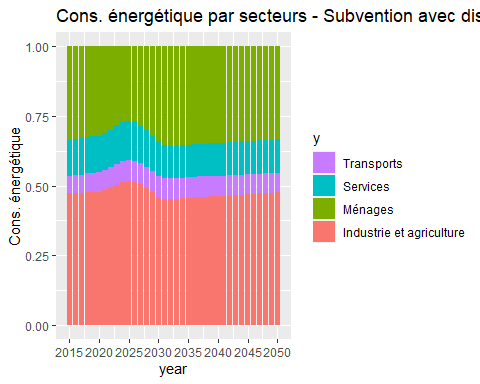 Cons. énergétique par secteurs - Subvention avec dis
Cons. énergétique
1.00
0.75
0.50
0.25
0.00
2015 2020 2025 2030 2035 2040 2045 2050
year
y
Transports
Services
Ménages
Industrie et agriculture